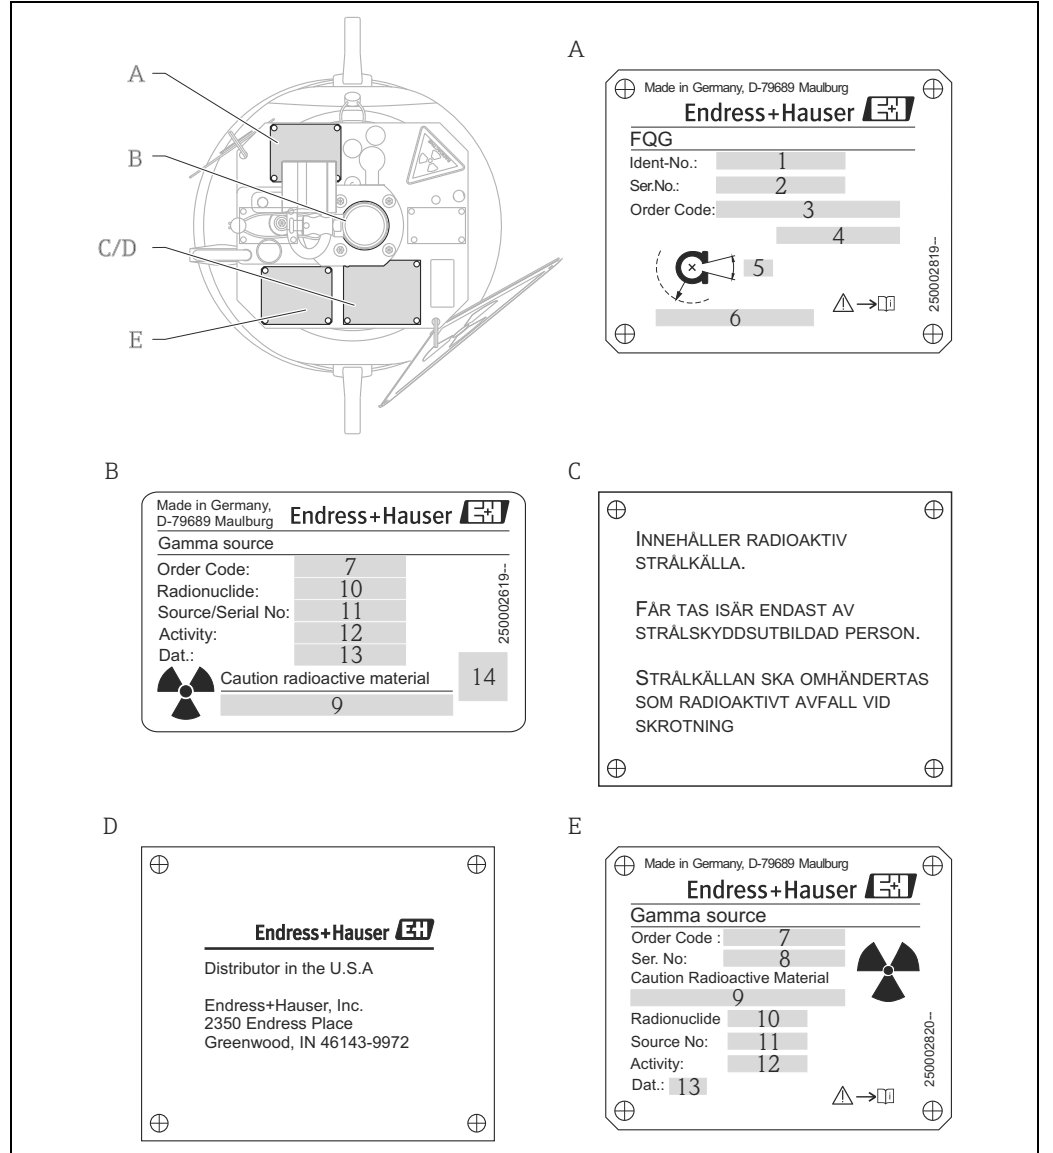 A
B
C/D
E
A
Made in Germany, D-79689 Maulburg
Endress+Hauser
FQG
Ident-No.: 1
Ser.No.: 2
Order Code: 3
4
5
6
250002819--
B
Made in Germany,
D-79689 Maulburg
Endress+Hauser
Gamma source
Order Code: 7
Radionuclide: 10
Source/Serial No: 11
Activity: 12
Dat.: 13
Caution radioactive material
9
14
250002619--
C
INNEHÅLLER RADIOAKTIV
STRÅLKÄLLA.
FÅR TAS ISÄR ENDAST AV
STRÅLSKYDDSUTBILDAD PERSON.
STRÅLKÄLLAN SKA OMHÄNDERTAS
SOM RADIOAKTIVT AVFALL VID
SKROTNING
D
Endress+Hauser EH
Distributor in the U.S.A
Endress+Hauser, Inc.
2350 Endress Place
Greenwood, IN 46143-9972
E
Made in Germany, D-79689 Maulburg
Endress+Hauser
Gamma source
Order Code : 7
Ser. No: 8
Caution Radioactive Material
9
Radionuclide 10
Source No: 11
Activity: 12
Dat.: 13
250002820--